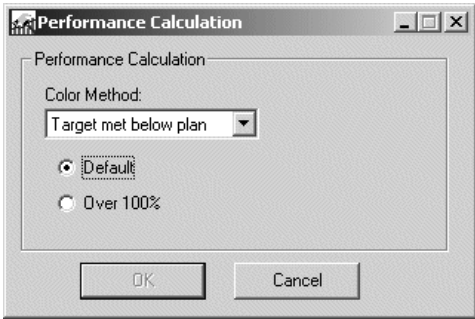 Performance Calculation
Performance Calculation
Color Method:
Target met below plan
Default
Over 100%
OK
Cancel